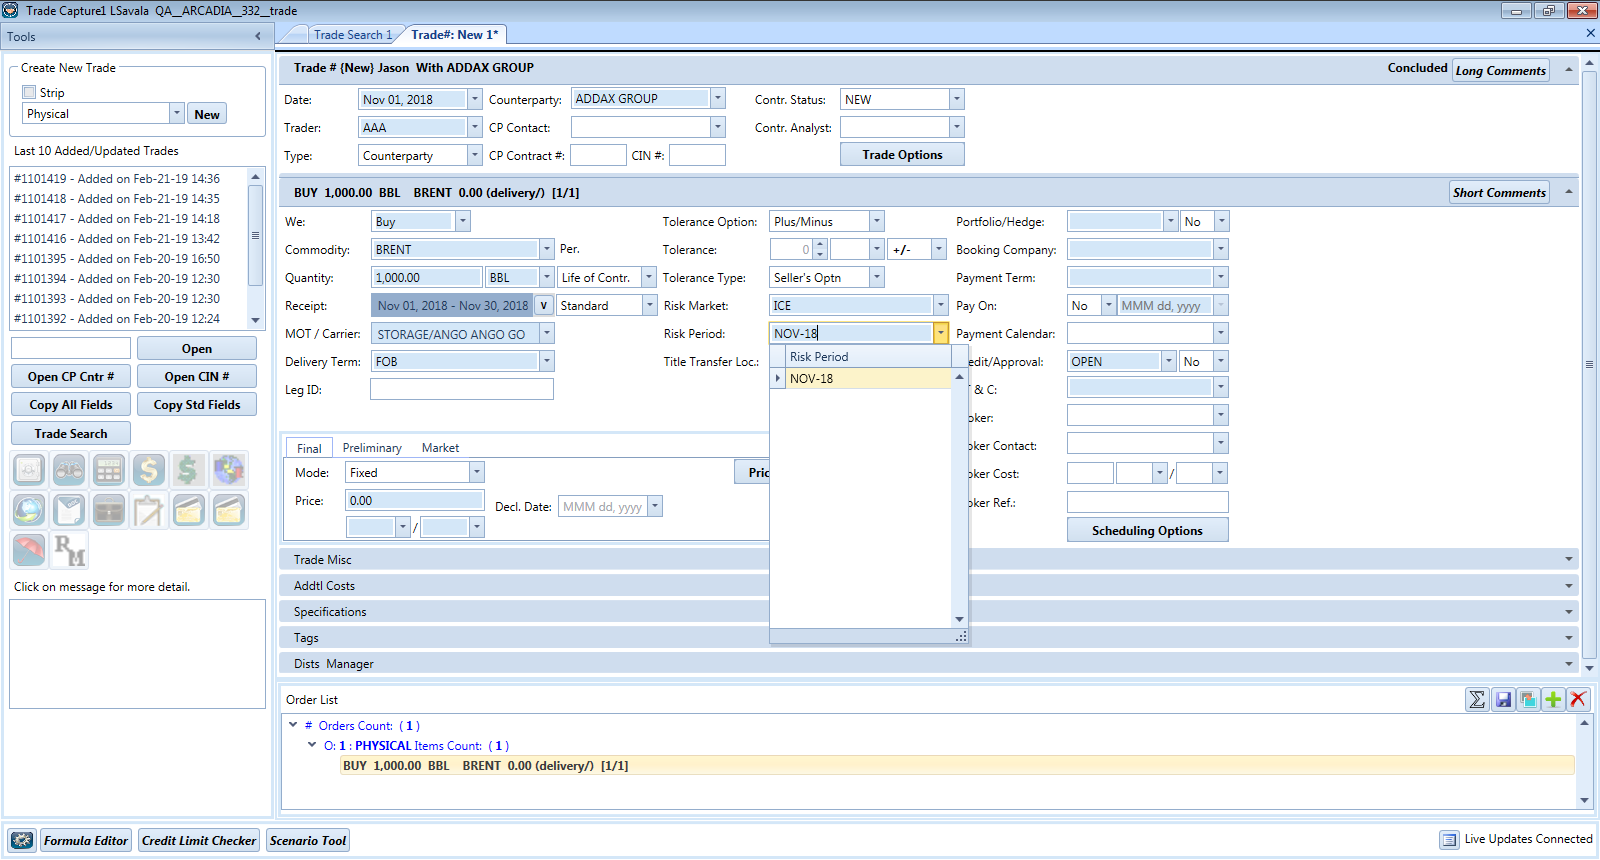 Trade Capture1 LSavala QA__ARCADIA__332__trade
Tools
Trade Search 1
Trade#: New 1*
Create New Trade
Strip
Physical
New
Last 10 Added/Updated Trades
#1101419 - Added on Feb-21-19 14:36
#1101418 - Added on Feb-21-19 14:35
#1101417 - Added on Feb-21-19 14:18
#1101416 - Added on Feb-21-19 13:42
#1101395 - Added on Feb-20-19 16:50
#1101394 - Added on Feb-20-19 12:30
#1101393 - Added on Feb-20-19 12:30
#1101392 - Added on Feb-20-19 12:24
Open
Open CP Cntr # Open CIN #
Copy All Fields Copy Std Fields
Trade Search
RM
Click on message for more detail.
Trade # {New} Jason With ADDAX GROUP Concluded Long Comments
Date: Nov 01, 2018 Counterparty: ADDAX GROUP Contr. Status: NEW
Trader: AAA CP Contact: Contr. Analyst:
Type: Counterparty CP Contract #: CIN #: Trade Options
BUY 1,000.00 BBL BRENT 0.00 (delivery/) [1/1] Short Comments
We: Buy Tolerance Option: Plus/Minus Portfolio/Hedge: No
Commodity: BRENT Per. Tolerance: 0 +/- Booking Company:
Quantity: 1,000.00 BBL Life of Contr. Tolerance Type: Seller's Optn Payment Term:
Receipt: Nov 01, 2018 - Nov 30, 2018 v Standard Risk Market: ICE Pay On: No MMM dd, yyyy
MOT / Carrier: STORAGE/ANGO ANGO GO Risk Period: NOV-18 Payment Calendar:
Delivery Term: FOB Title Transfer Loc.: Risk Period edit/Approval: OPEN No
Leg ID: NOV-18 T & C:
oker:
Final Preliminary Market oker Contact:
Mode: Fixed Pric oker Cost: /
Price: 0.00 Decl. Date: MMM dd, yyyy oker Ref.:
/ Scheduling Options
Trade Misc
Addtl Costs
Specifications
Tags
Dists Manager
Order List
# Orders Count: ( 1 )
O: 1 : PHYSICAL Items Count: ( 1 )
BUY 1,000.00 BBL BRENT 0.00 (delivery/) [1/1]
Formula Editor Credit Limit Checker Scenario Tool Live Updates Connected